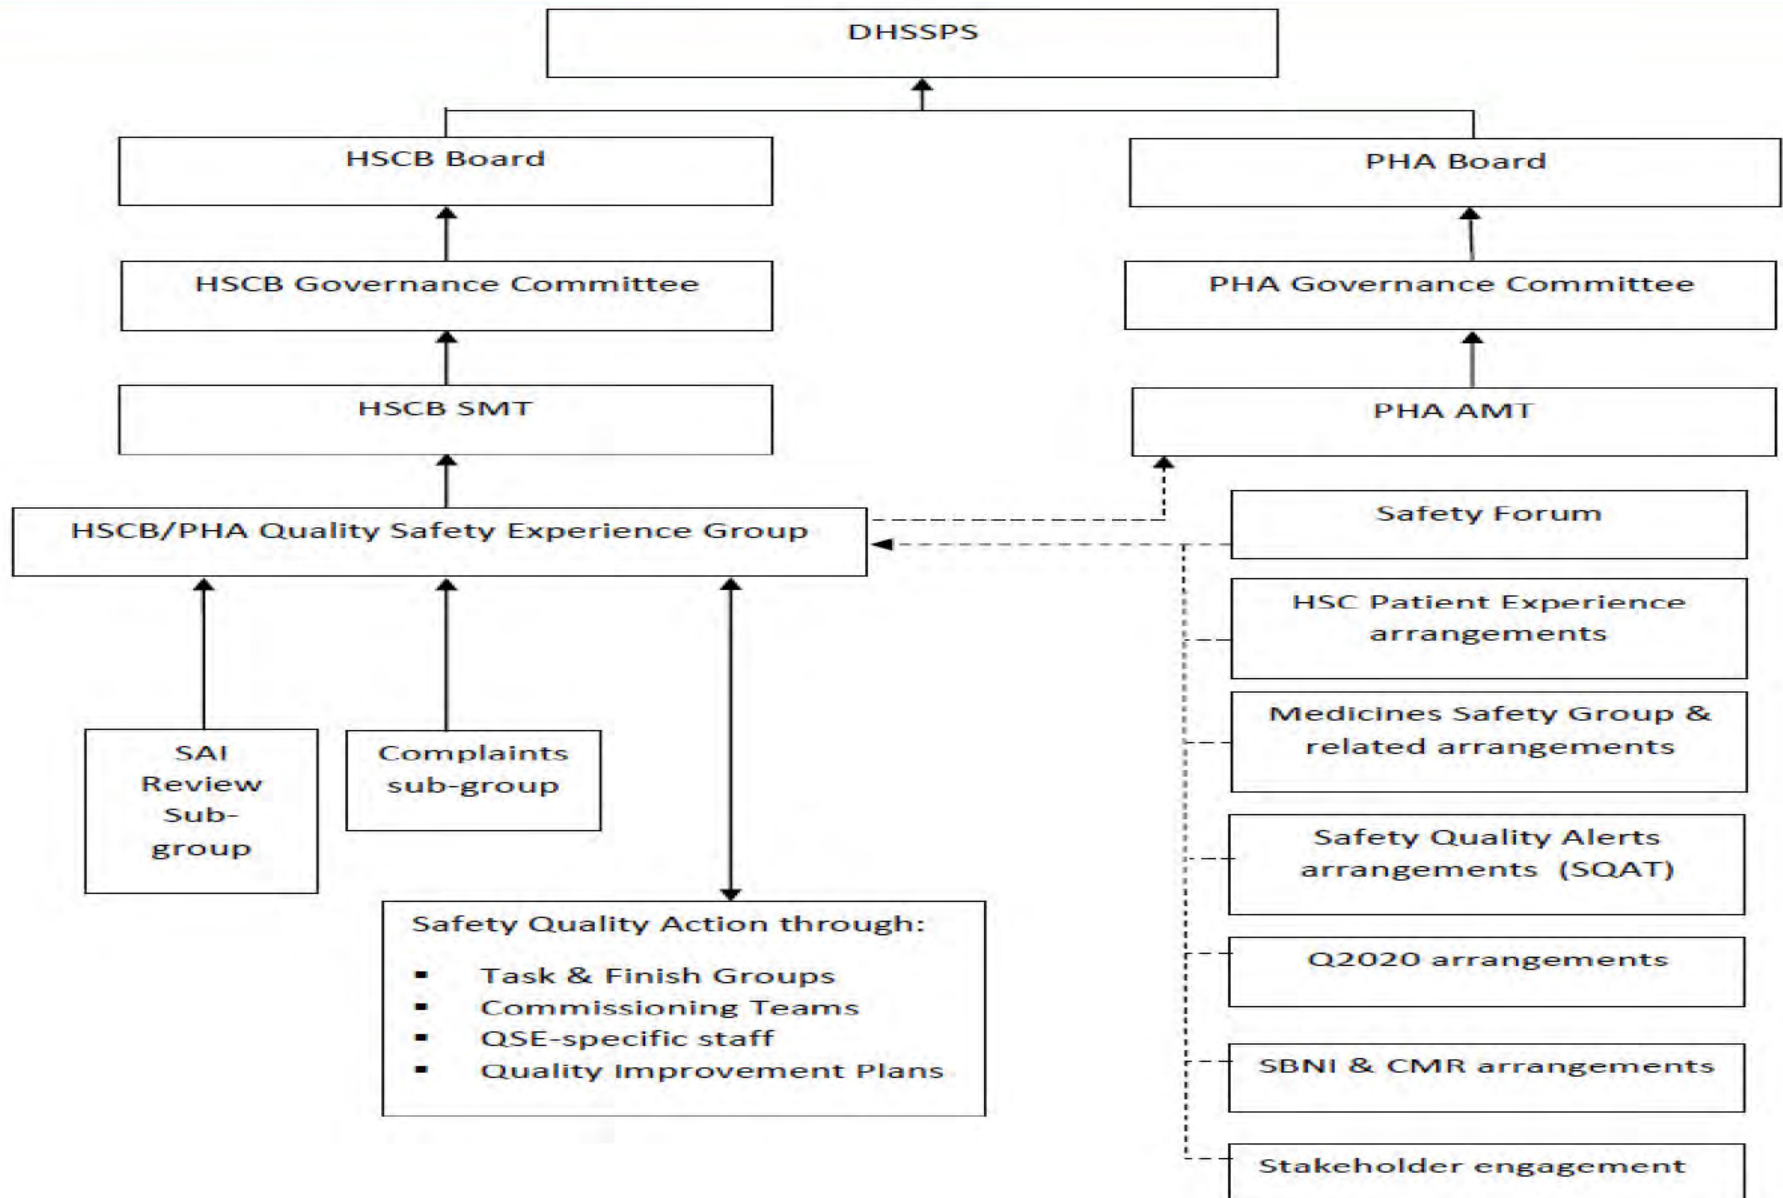 DHSSPS
HSCB Board
PHA Board
HSCB Governance Committee
PHA Governance Committee
HSCB SMT
PHA AMT
HSCB/PHA Quality Safety Experience Group
Safety Forum
HSC Patient Experience
arrangements
Medicines Safety Group &
related arrangements
SAI
Review
Sub-
group
Complaints
sub-group
Safety Quality Alerts
arrangements (SQAT)
Safety Quality Action through:
▪ Task & Finish Groups
▪ Commissioning Teams
▪ QSE-specific staff
▪ Quality Improvement Plans
Q2020 arrangements
SBNI & CMR arrangements
Stakeholder engagement